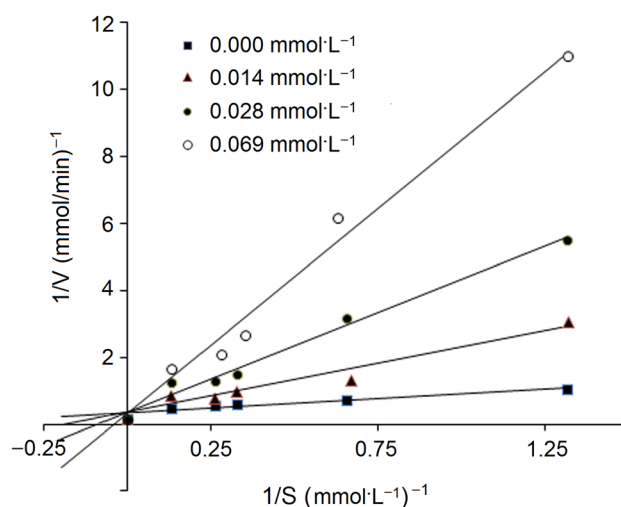 12
10
8
6
4
2
0.000 mmol·L⁻¹
0.014 mmol·L⁻¹
0.028 mmol·L⁻¹
0.069 mmol·L⁻¹
1/V (mmol/min)⁻¹
−0.25 0.25 0.75 1.25
1/S (mmol·L⁻¹)⁻¹